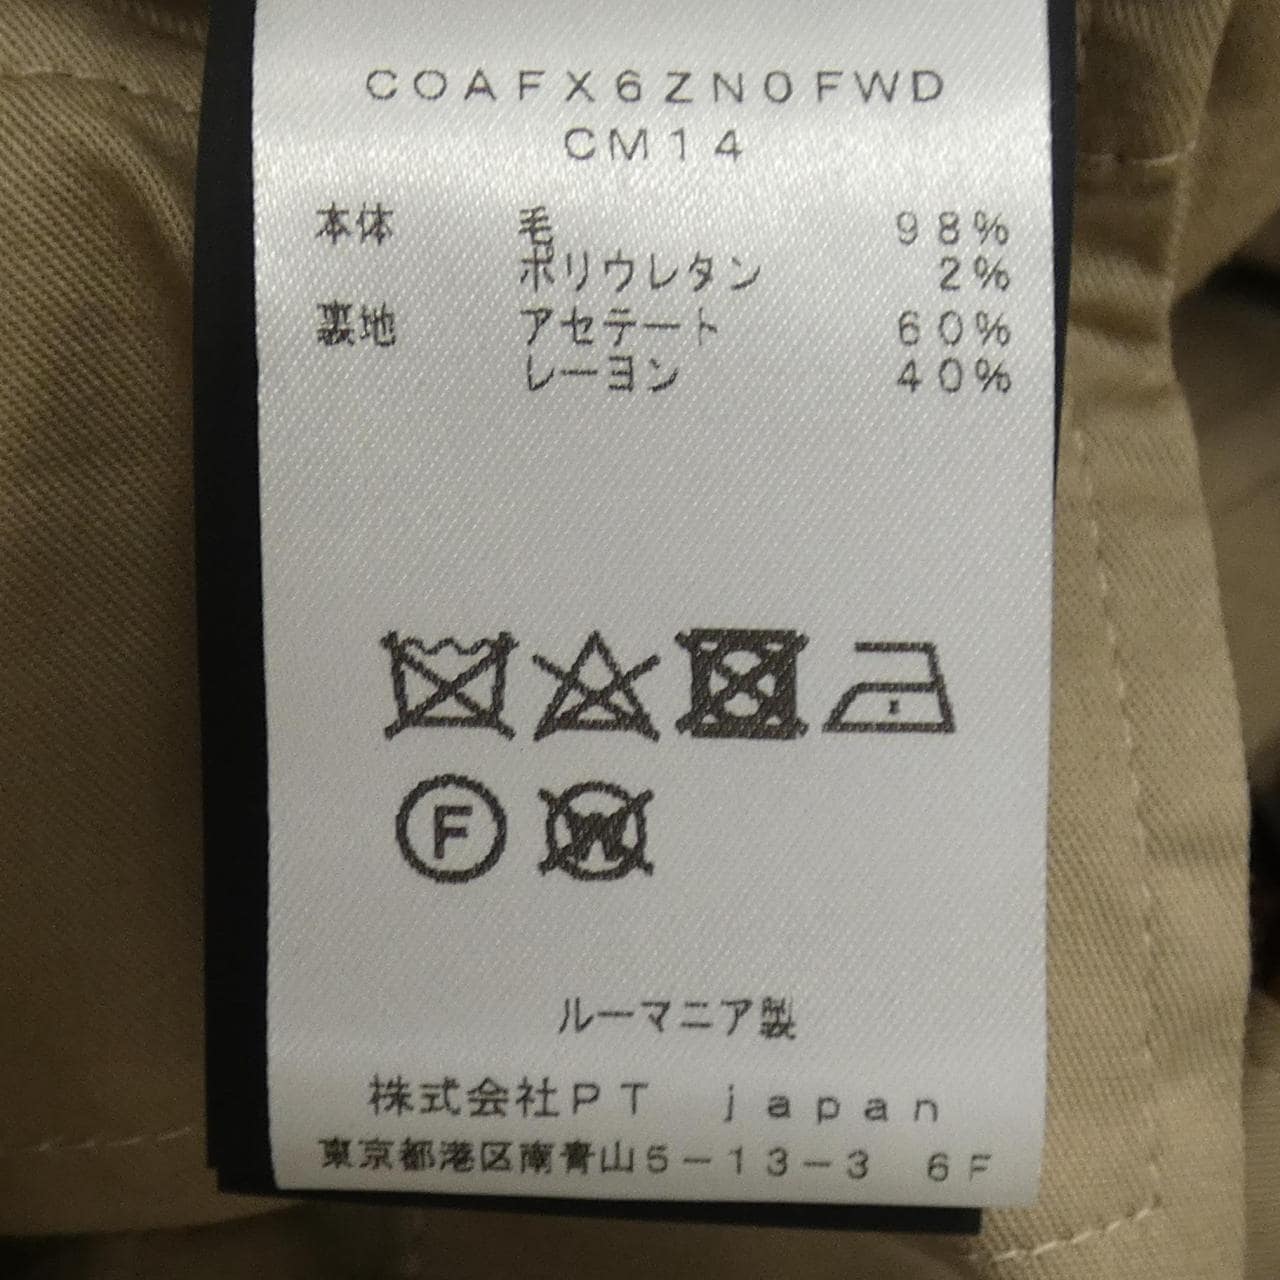 COAFX6ZN0FWD
CM14
本体 毛 98%
ポリウレタン 2%
裏地 アセテート 60%
レーヨン 40%
F W
ルーマニア製
株式会社PT japan
東京都港区南青山5-13-3 6F